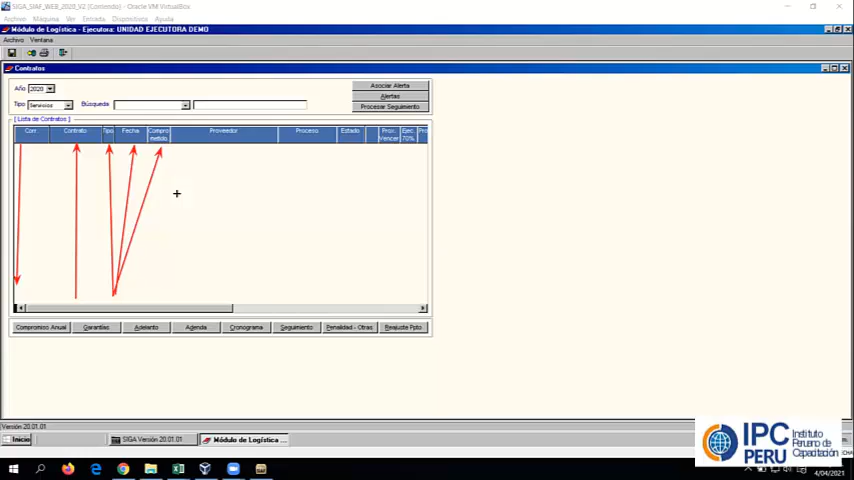 SIGA_SIAF_WEB_2020_V2 (Corriendo) - Oracle VM VirtualBox
Archivo Máquina Ver Entrada Dispositivos Ayuda
Módulo de Logística - Ejecutora: UNIDAD EJECUTORA DEMO
Archivo Ventana
Contratos
Año 2020
Asociar Alerta
Alertas
Tipo Servicios Búsqueda
Procesar Seguimiento
[ Lista de Contratos ]
Corr. Contrato Tipo Fecha Compro metido Proveedor Proceso Estado Prox. Vencer Ejec. 70% Pro
Compromiso Anual Garantías Adelanto Adenda Cronograma Seguimiento Penalidad - Otras Reajuste Ppto
Versión 20.01.01
Inicio SIGA Versión 20.01.01 Módulo de Logística ...
IPC PERU Instituto Peruano de Capacitación
4/04/2021